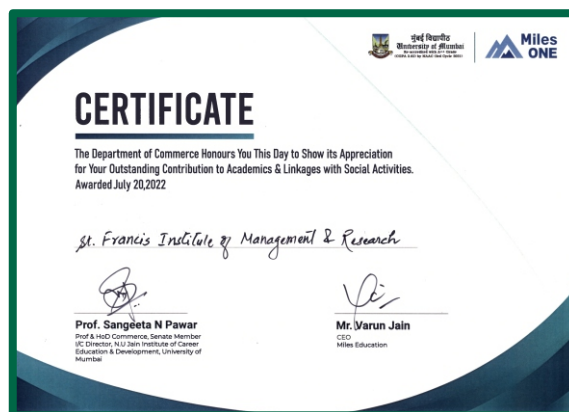 मुंबई विद्यापीठ
University of Mumbai
Miles
ONE
CERTIFICATE
The Department of Commerce Honours You This Day to Show its Appreciation
for Your Outstanding Contribution to Academics & Linkages with Social Activities.
Awarded July 20,2022
St. Francis Institute of Management & Research
Prof. Sangeeta N Pawar
Prof & HoD Commerce, Senate Member
I/C Director, N.U Jain Institute of Career
Education & Development, University of
Mumbai
Mr. Varun Jain
CEO
Miles Education